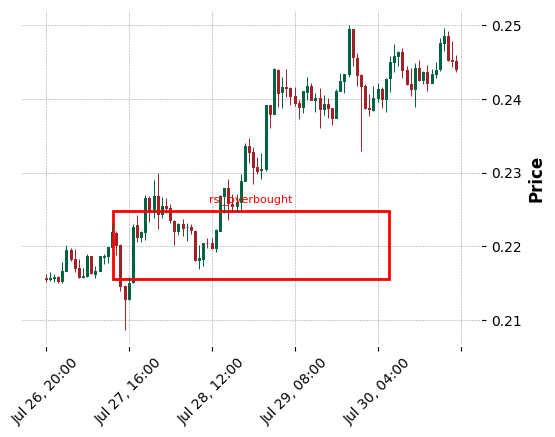 0.25
0.24
0.23
0.22
0.21
Price
rsi_overbought
Jul 26, 20:00
Jul 27, 16:00
Jul 28, 12:00
Jul 29, 08:00
Jul 30, 04:00